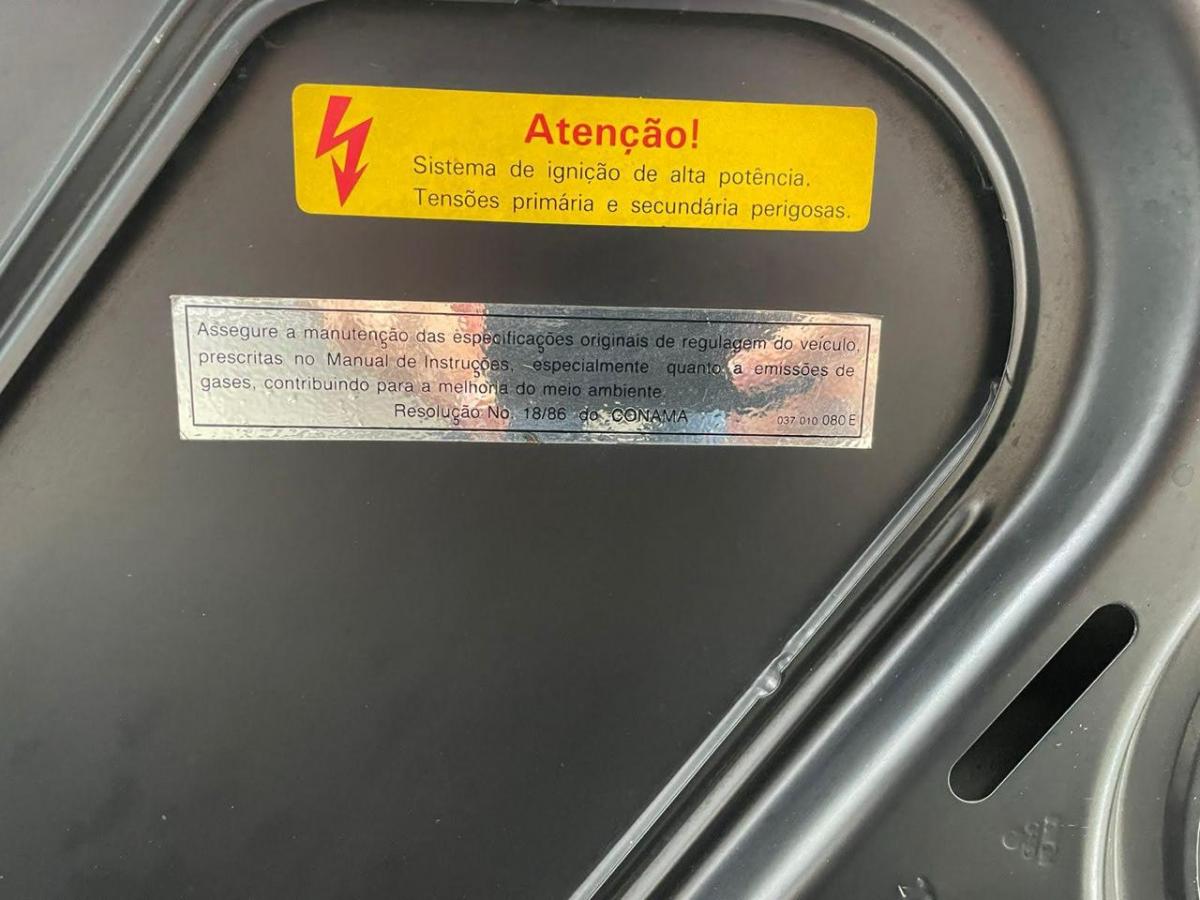 Atenção!
Sistema de ignição de alta potência.
Tensões primária e secundária perigosas.
Assegure a manutenção das especificações originais de regulagem do veículo,
prescritas no Manual de Instruções, especialmente quanto a emissões de
gases, contribuindo para a melhoria do meio ambiente.
Resolução No. 18/86 do CONAMA
037 010 080 E